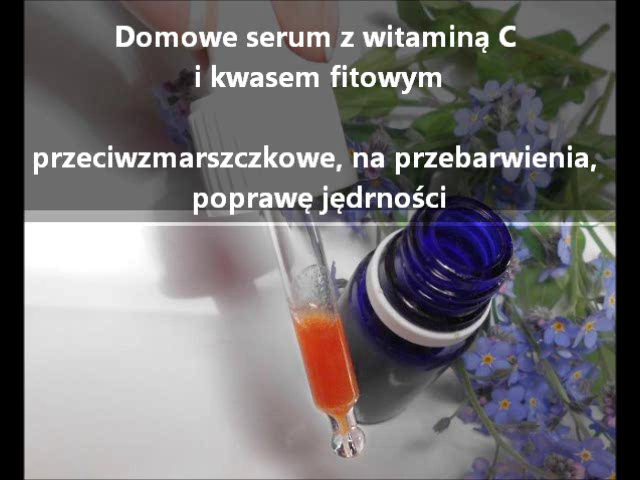 Domowe serum z witaminą C
i kwasem fitowym
przeciwzmarszczkowe, na przebarwienia,
poprawę jędrności